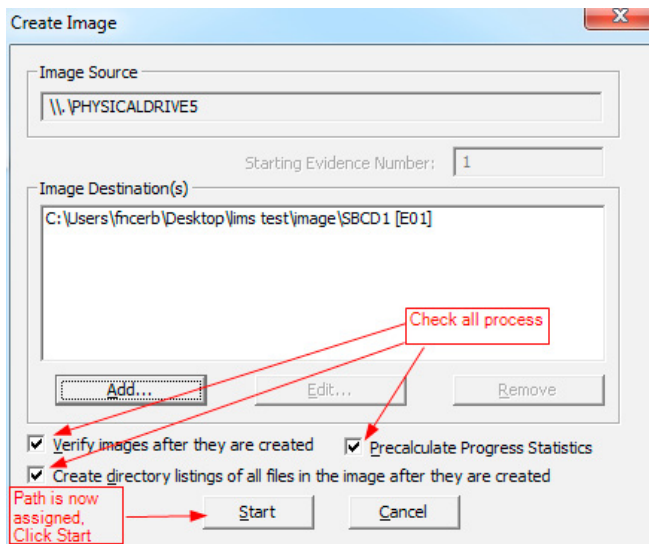 Create Image
X
Image Source
\\.\PHYSICALDRIVE5
Starting Evidence Number: 1
Image Destination(s)
C:\Users\fhcerb\Desktop\lims test\image\SBCD1 [E01]
Check all process
Add...
Edit...
Remove
Verify images after they are created
Precalculate Progress Statistics
Create directory listings of all files in the image after they are created
Path is now
assigned,
Click Start
Start
Cancel